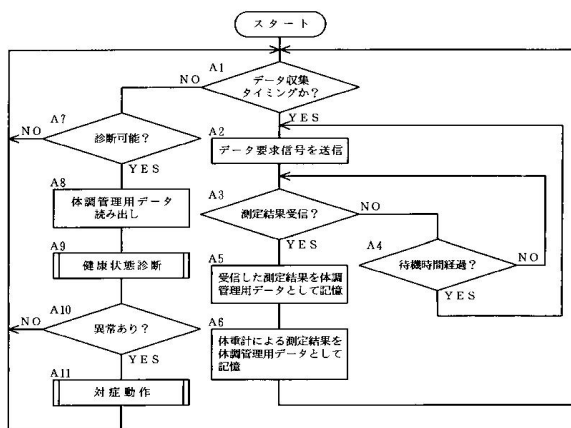 スタート
A1
データ収集
タイミングか?
NO
YES
A7
診断可能?
NO
YES
A2
データ要求信号を送信
A8
体調管理用データ
読み出し
A3
測定結果受信?
NO
YES
A4
待機時間経過?
NO
YES
A9
健康状態診断
A5
受信した測定結果を体調
管理用データとして記憶
A10
異常あり?
NO
YES
A6
体重計による測定結果を
体調管理用データとして
記憶
A11
対症動作